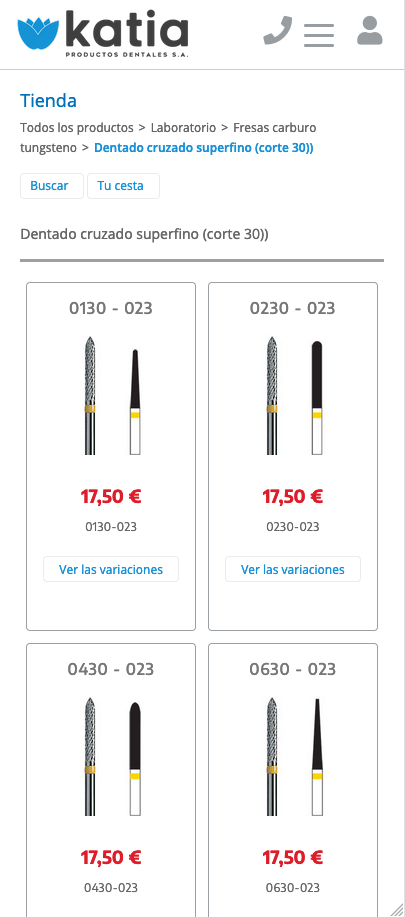 katia
PRODUCTOS DENTALES S.A.
Tienda
Todos los productos > Laboratorio > Fresas carburo
tungsteno > Dentado cruzado superfino (corte 30))
Buscar
Tu cesta
Dentado cruzado superfino (corte 30))
0130 - 023
17,50 €
0130-023
Ver las variaciones
0230 - 023
17,50 €
0230-023
Ver las variaciones
0430 - 023
17,50 €
0430-023
0630 - 023
17,50 €
0630-023